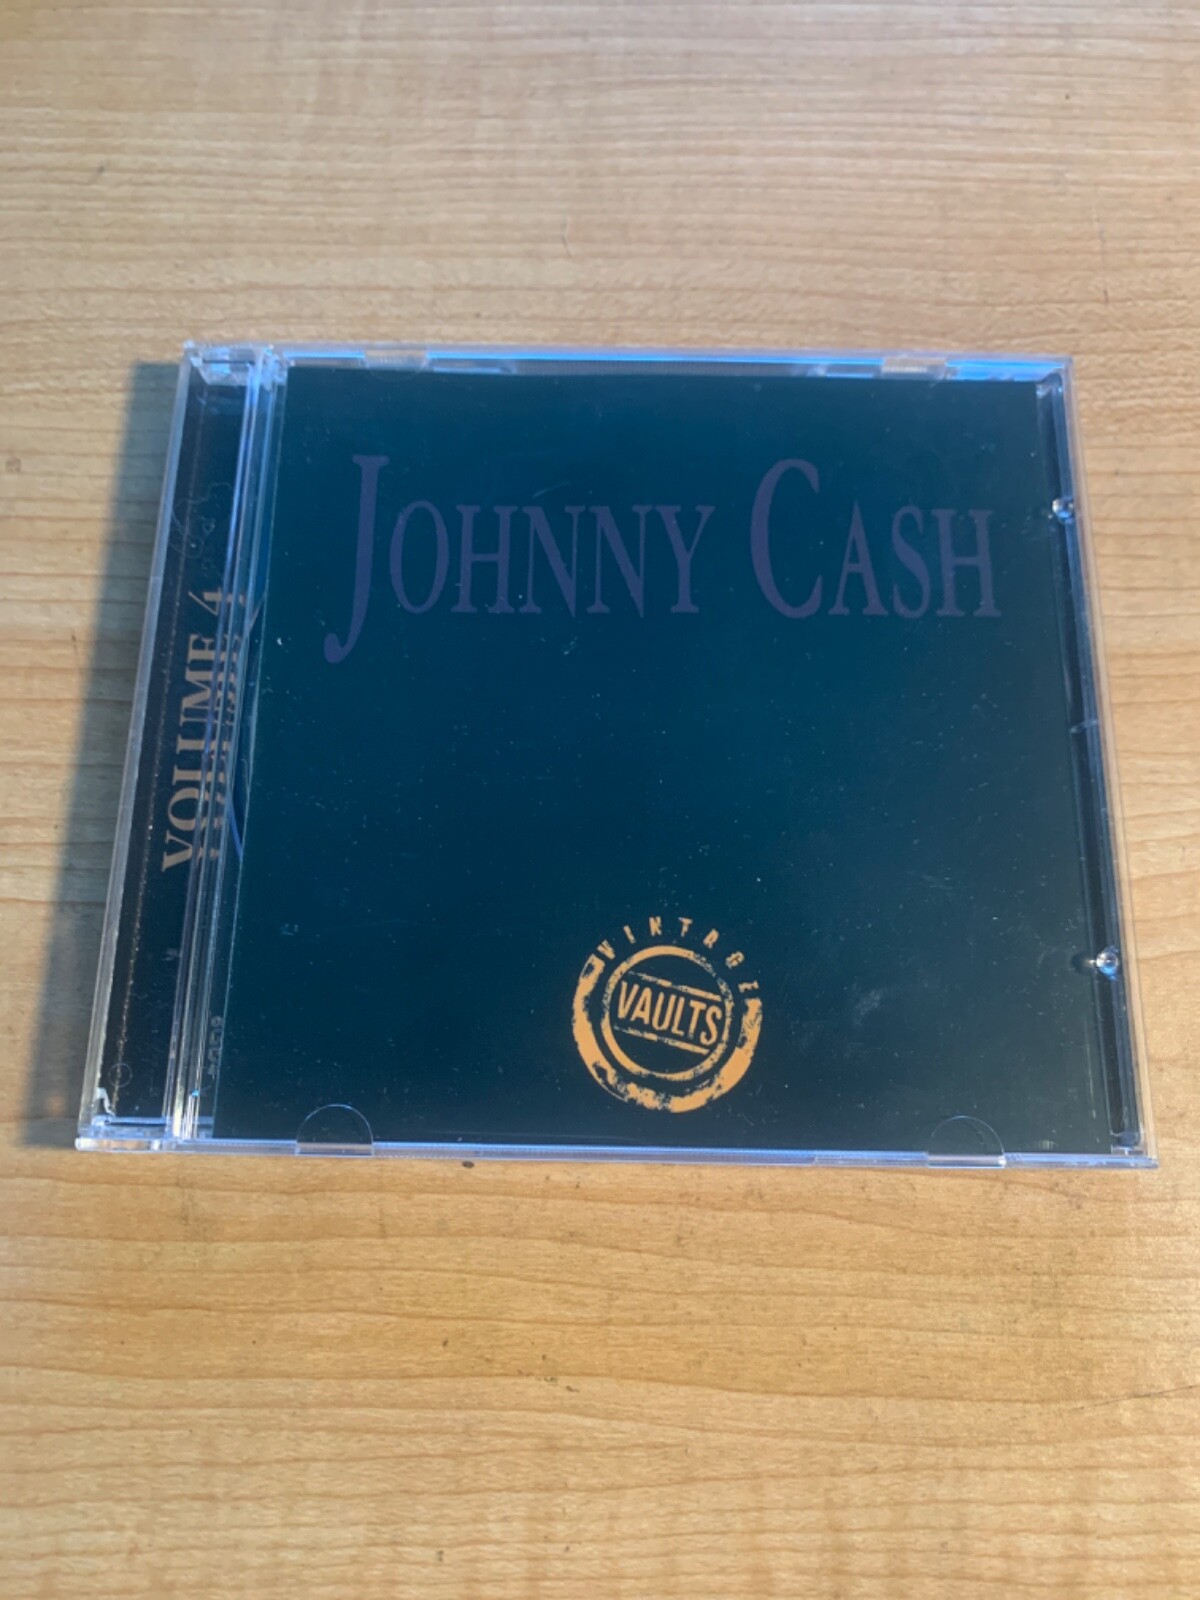 JOHNNY CASH
VOLUME 4
VINTAGE
VAULTS